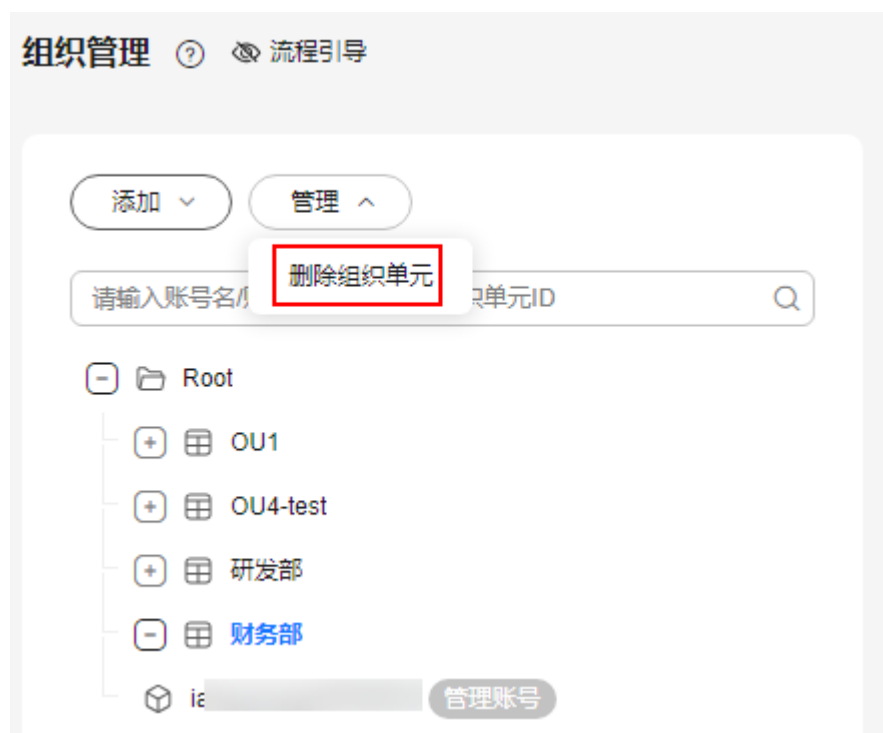 组织管理 ? 流程引导
添加 管理
删除组织单元
请输入账号名/ 单元ID
Root
OU1
OU4-test
研发部
财务部
ia 管理账号